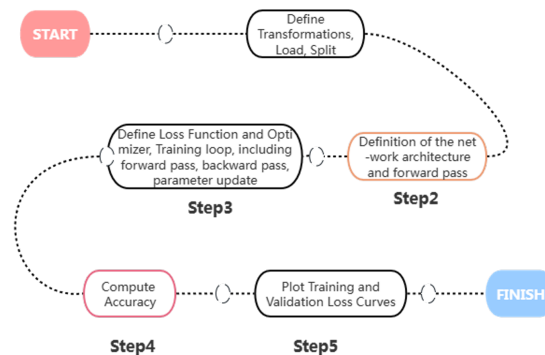 START
Define
Transformations,
Load, Split
Define Loss Function and Opti
mizer, Training loop, including
forward pass, backward pass,
parameter update
Definition of the net
-work architecture
and forward pass
Step3
Step2
Compute
Accuracy
Plot Training and
Validation Loss Curves
FINISH
Step4
Step5